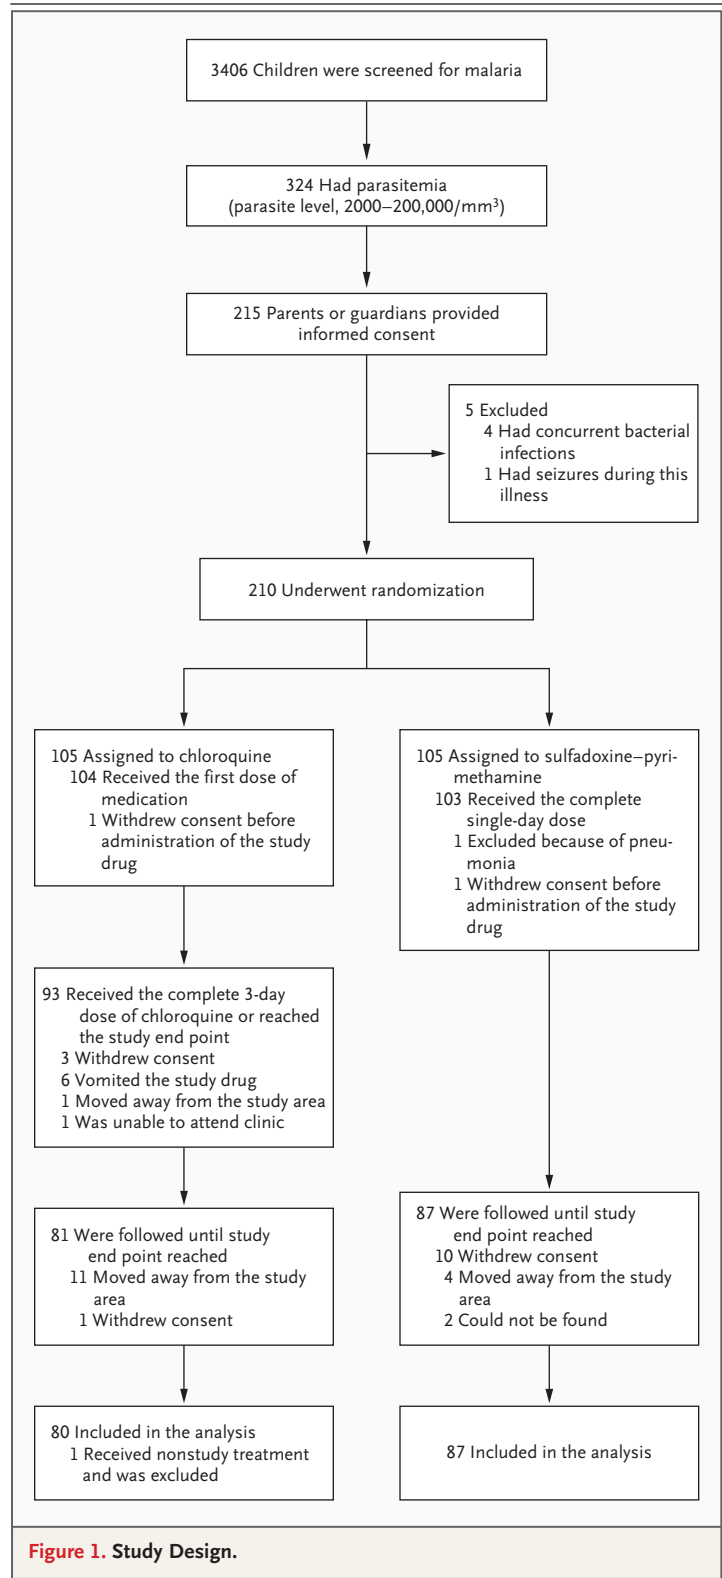 3406 Children were screened for malaria
324 Had parasitemia
(parasite level, 2000–200,000/mm³)
215 Parents or guardians provided
informed consent
5 Excluded
4 Had concurrent bacterial
infections
1 Had seizures during this
illness
210 Underwent randomization
105 Assigned to chloroquine
104 Received the first dose of
medication
1 Withdrew consent before
administration of the study
drug
105 Assigned to sulfadoxine–pyri-
methamine
103 Received the complete
single-day dose
1 Excluded because of pneu-
monia
1 Withdrew consent before
administration of the study
drug
93 Received the complete 3-day
dose of chloroquine or reached
the study end point
3 Withdrew consent
6 Vomited the study drug
1 Moved away from the study area
1 Was unable to attend clinic
81 Were followed until study
end point reached
11 Moved away from the study
area
1 Withdrew consent
87 Were followed until study
end point reached
10 Withdrew consent
4 Moved away from the study
area
2 Could not be found
80 Included in the analysis
1 Received nonstudy treatment
and was excluded
87 Included in the analysis
Figure 1. Study Design.